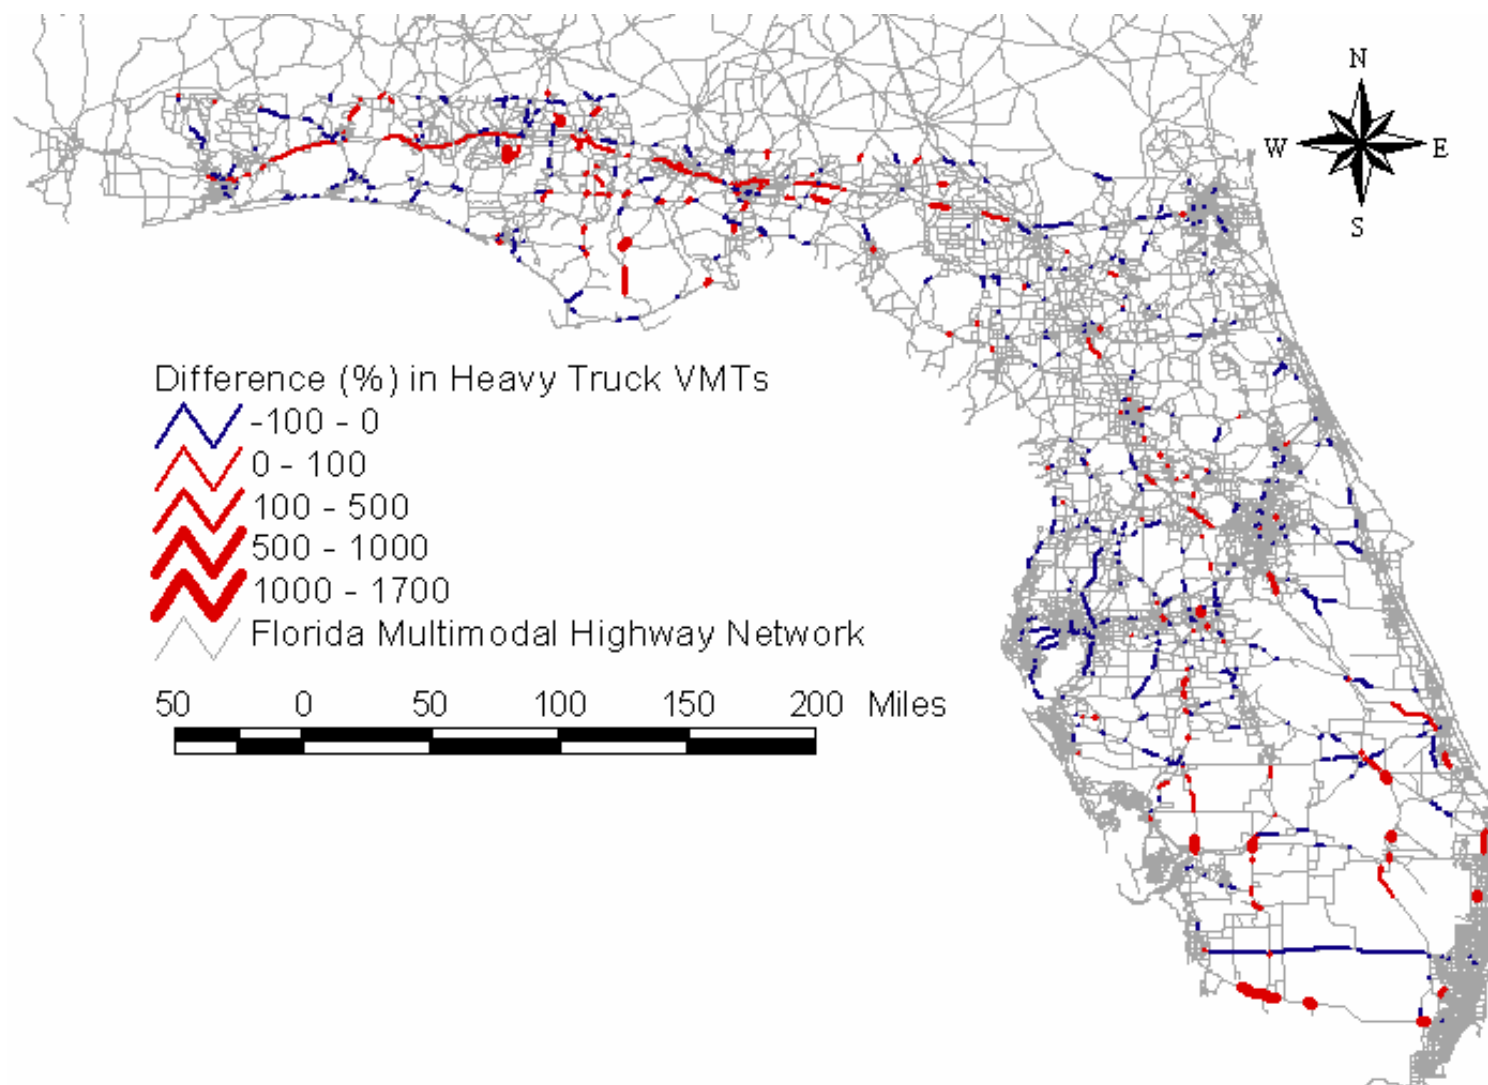 N
W E
S
Difference (%) in Heavy Truck VMTs
-100 - 0
0 - 100
100 - 500
500 - 1000
1000 - 1700
Florida Multimodal Highway Network
50 0 50 100 150 200 Miles